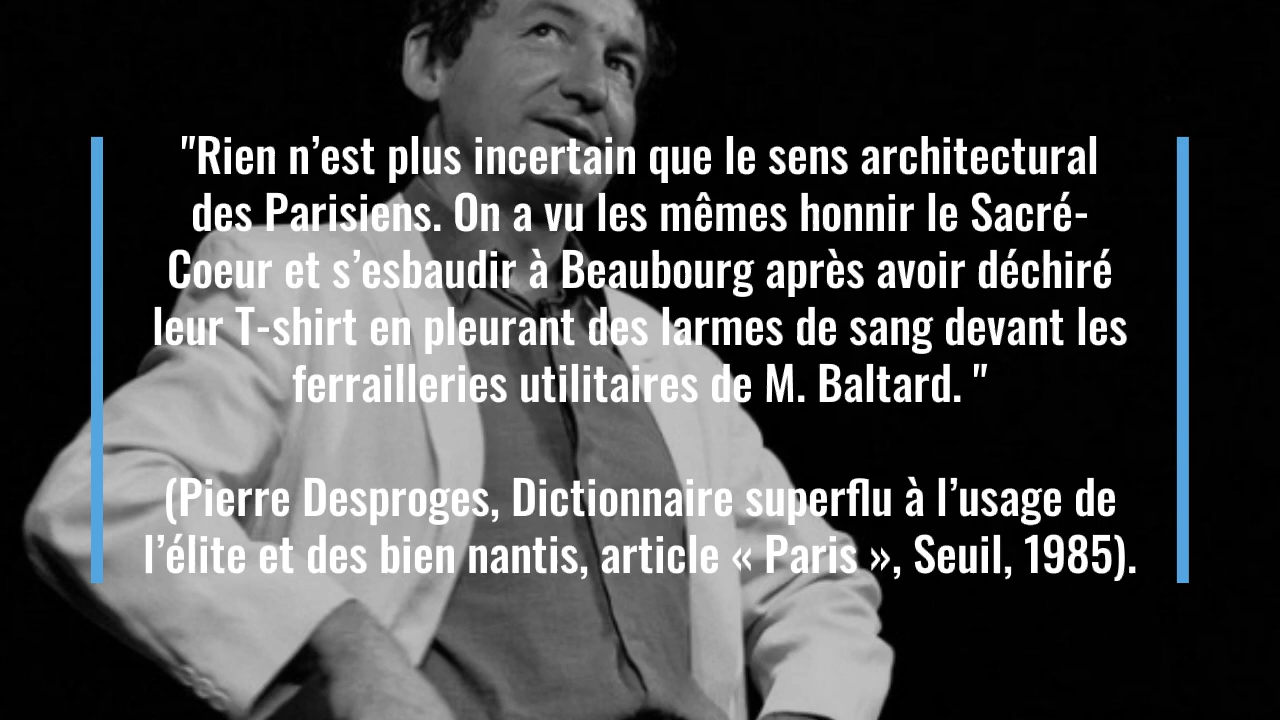 "Rien n’est plus incertain que le sens architectural
des Parisiens. On a vu les mêmes honnir le Sacré-
Coeur et s’esbaudir à Beaubourg après avoir déchiré
leur T-shirt en pleurant des larmes de sang devant les
ferrailleries utilitaires de M. Baltard. "
(Pierre Desproges, Dictionnaire superflu à l’usage de
l’élite et des bien nantis, article « Paris », Seuil, 1985).